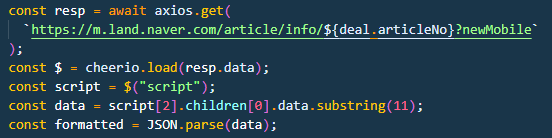 const resp = await axios.get(
`https://m.land.naver.com/article/info/${deal.articleNo}?newMobile`
);
const $ = cheerio.load(resp.data);
const script = $("script");
const data = script[2].children[0].data.substring(11);
const formatted = JSON.parse(data);